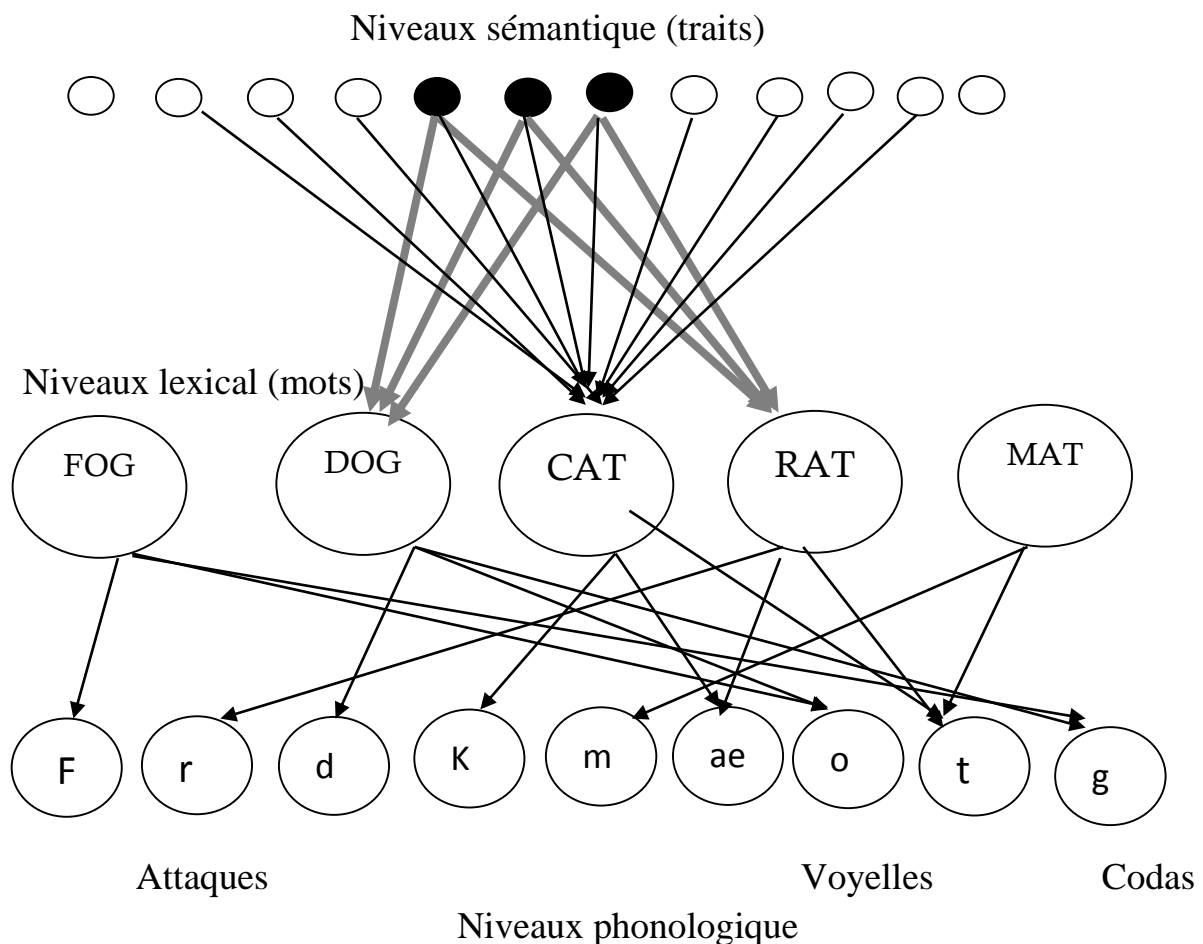 Niveaux sémantique (traits)
Niveaux lexical (mots)
FOG DOG CAT RAT MAT
F r d K m ae o t g
Attaques Voyelles Codas
Niveaux phonologique